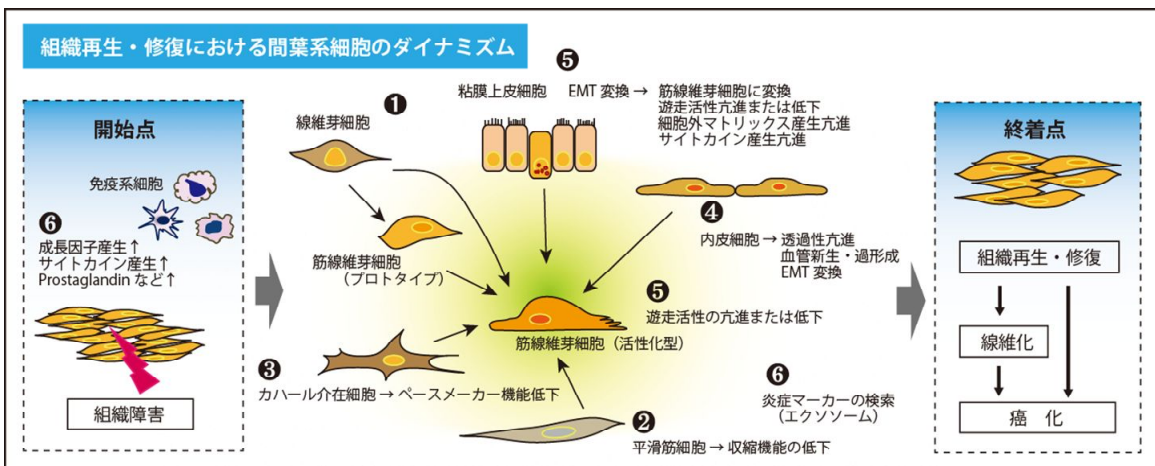 組織再生・修復における間葉系細胞のダイナミズム
開始点
免疫系細胞
❻
成長因子産生↑
サイトカイン産生↑
Prostaglandin など↑
組織障害
❶
線維芽細胞
筋線維芽細胞
（プロトタイプ）
❸
カハール介在細胞 → ペースメーカー機能低下
❺
粘膜上皮細胞 EMT 変換 → 筋線維芽細胞に変換
遊走活性亢進または低下
細胞外マトリックス産生亢進
サイトカイン産生亢進
❹
内皮細胞 → 透過性亢進
血管新生・過形成
EMT 変換
❺
遊走活性の亢進または低下
筋線維芽細胞（活性化型）
❷
平滑筋細胞 → 収縮機能の低下
❻
炎症マーカーの検索
（エクソソーム）
終着点
組織再生・修復
線維化
癌 化